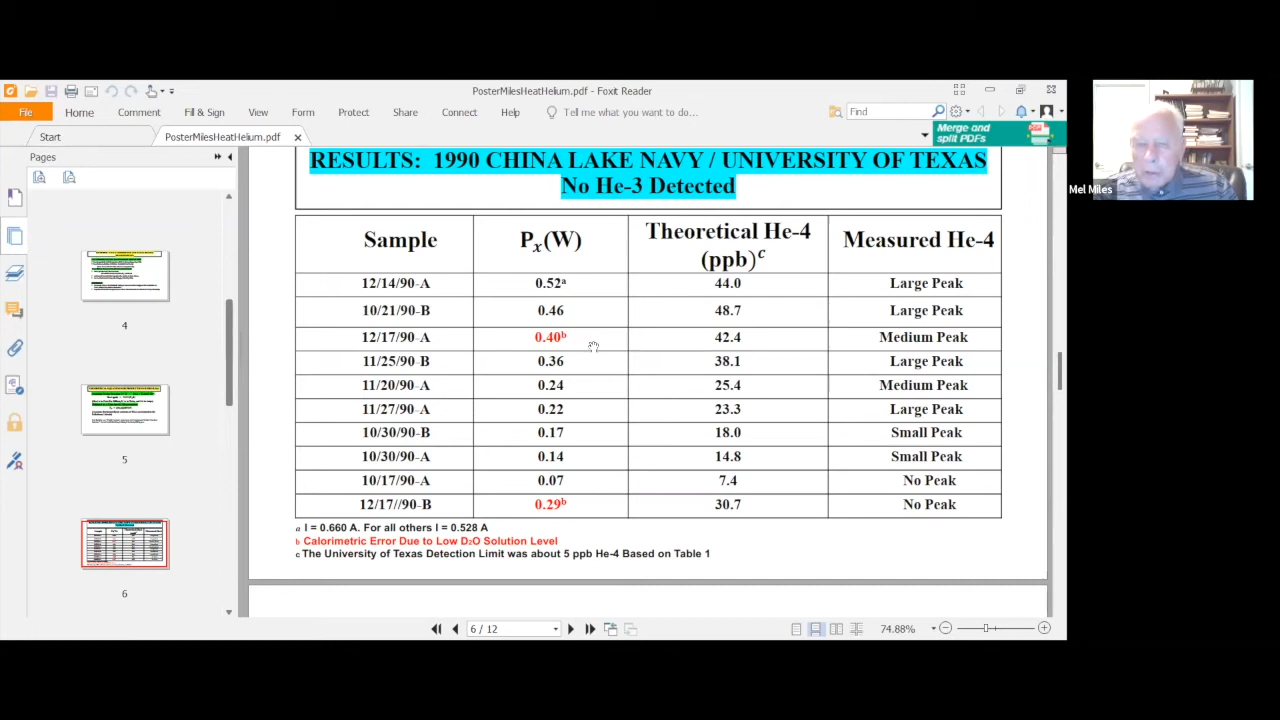 PosterMilesHeatHelium.pdf - Foxit Reader
File Home Comment Fill & Sign View Form Protect Share Connect Help Tell me what you want to do... Find
Start PosterMilesHeatHelium.pdf Merge and split PDFs
Pages
4
5
6
RESULTS: 1990 CHINA LAKE NAVY / UNIVERSITY OF TEXAS
No He-3 Detected
Sample Pₓ(W) Theoretical He-4 (ppb)ᶜ Measured He-4
12/14/90-A 0.52ᵃ 44.0 Large Peak
10/21/90-B 0.46 48.7 Large Peak
12/17/90-A 0.40ᵇ 42.4 Medium Peak
11/25/90-B 0.36 38.1 Large Peak
11/20/90-A 0.24 25.4 Medium Peak
11/27/90-A 0.22 23.3 Large Peak
10/30/90-B 0.17 18.0 Small Peak
10/30/90-A 0.14 14.8 Small Peak
10/17/90-A 0.07 7.4 No Peak
12/17//90-B 0.29ᵇ 30.7 No Peak
a I = 0.660 A. For all others I = 0.528 A
b Calorimetric Error Due to Low D₂O Solution Level
c The University of Texas Detection Limit was about 5 ppb He-4 Based on Table 1
6 / 12
74.88%
Mel Miles